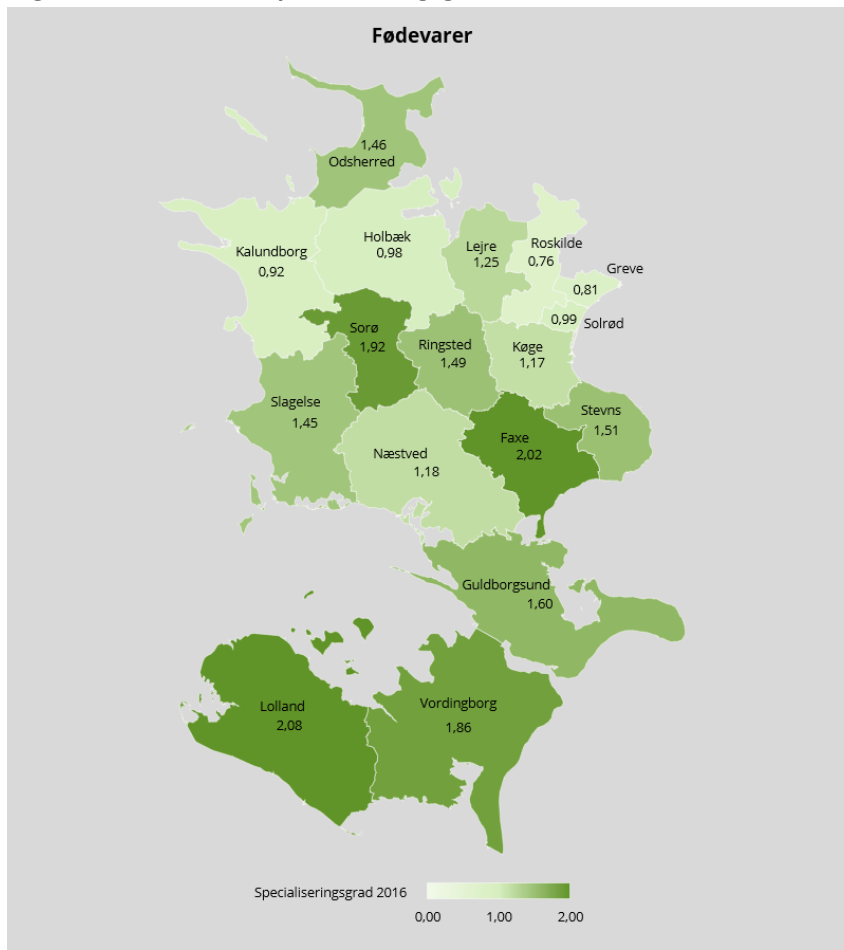 Fødevarer
1,46
Odsherred
Holbæk
0,98
Kalundborg
0,92
Lejre
1,25
Roskilde
0,76
Greve
0,81
0,99
Solrød
Sorø
1,92
Ringsted
1,49
Køge
1,17
Slagelse
1,45
Stevns
1,51
Faxe
2,02
Næstved
1,18
Guldborgsund
1,60
Lolland
2,08
Vordingborg
1,86
Specialiseringsgrad 2016
0,00 1,00 2,00